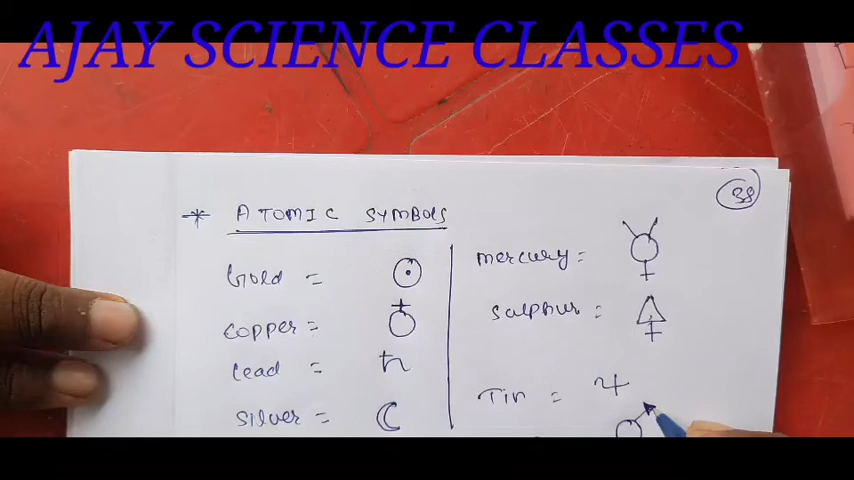 AJAY SCIENCE CLASSES
38
* ATOMIC SYMBOLS
Gold = ☉
Copper = ♁
Lead = ♄
Silver = ☾
Mercury = ☿
Sulphur = 🜍
Tin = ♃
♂